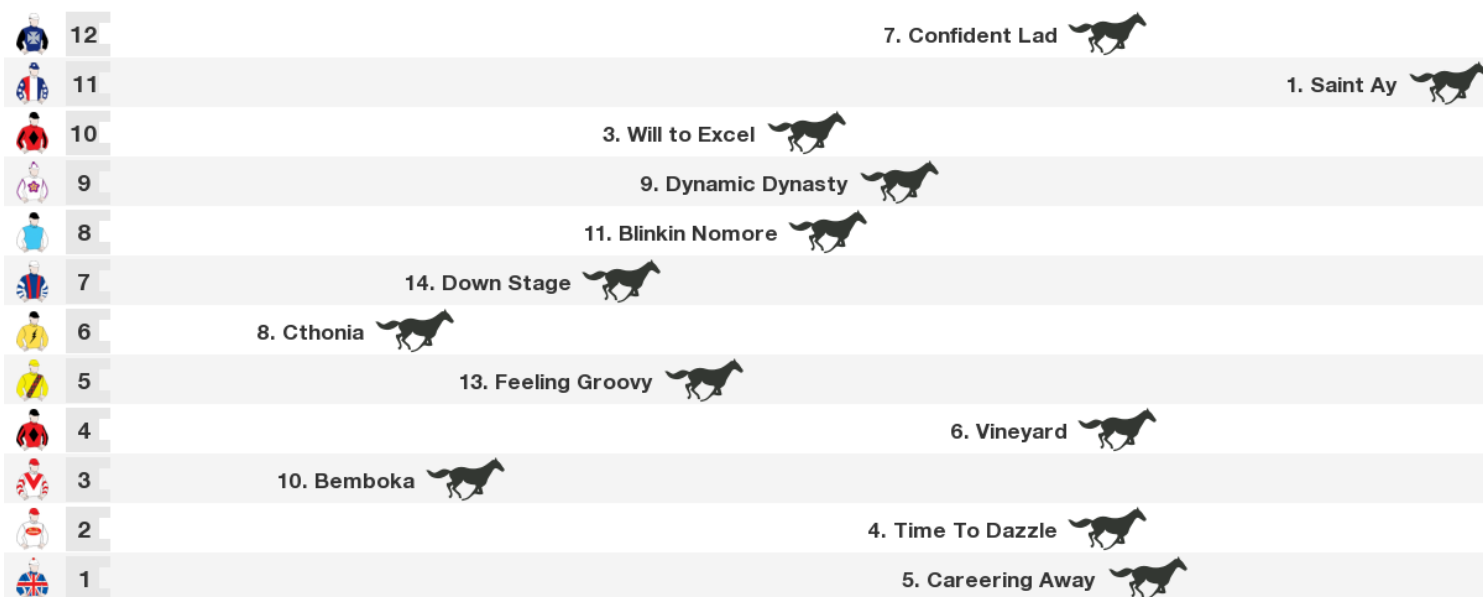 12 7. Confident Lad
11 1. Saint Ay
10 3. Will to Excel
9 9. Dynamic Dynasty
8 11. Blinkin Nomore
7 14. Down Stage
6 8. Cthonia
5 13. Feeling Groovy
4 6. Vineyard
3 10. Bemboka
2 4. Time To Dazzle
1 5. Careering Away